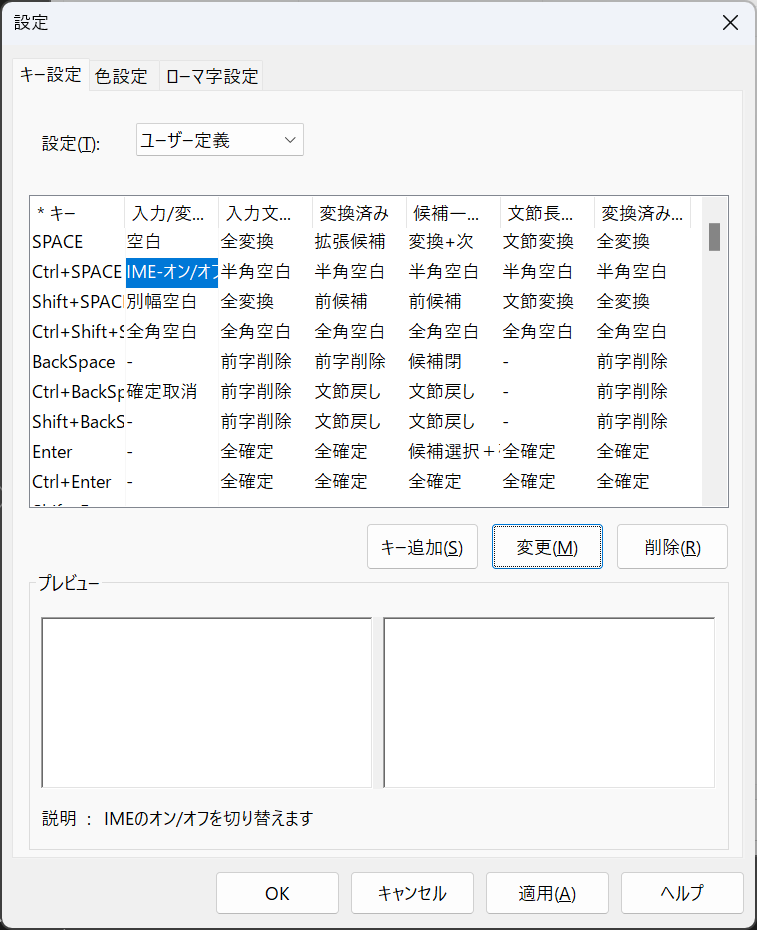 設定
キー設定 色設定 ローマ字設定
設定(T): ユーザー定義
* キー 入力/変... 入力文... 変換済み 候補一... 文節長... 変換済み...
SPACE 空白 全変換 拡張候補 変換+次 文節変換 全変換
Ctrl+SPACE IME-オン/オフ 半角空白 半角空白 半角空白 半角空白 半角空白
Shift+SPAC 別幅空白 全変換 前候補 前候補 文節変換 全変換
Ctrl+Shift+S 全角空白 全角空白 全角空白 全角空白 全角空白 全角空白
BackSpace - 前字削除 前字削除 候補閉 - 前字削除
Ctrl+BackSp 確定取消 前字削除 文節戻し 文節戻し - 前字削除
Shift+BackS - 前字削除 文節戻し 文節戻し - 前字削除
Enter - 全確定 全確定 候補選択+ 全確定 全確定
Ctrl+Enter - 全確定 全確定 全確定 全確定 全確定
キー追加(S) 変更(M) 削除(R)
プレビュー
説明 : IMEのオン/オフを切り替えます
OK キャンセル 適用(A) ヘルプ